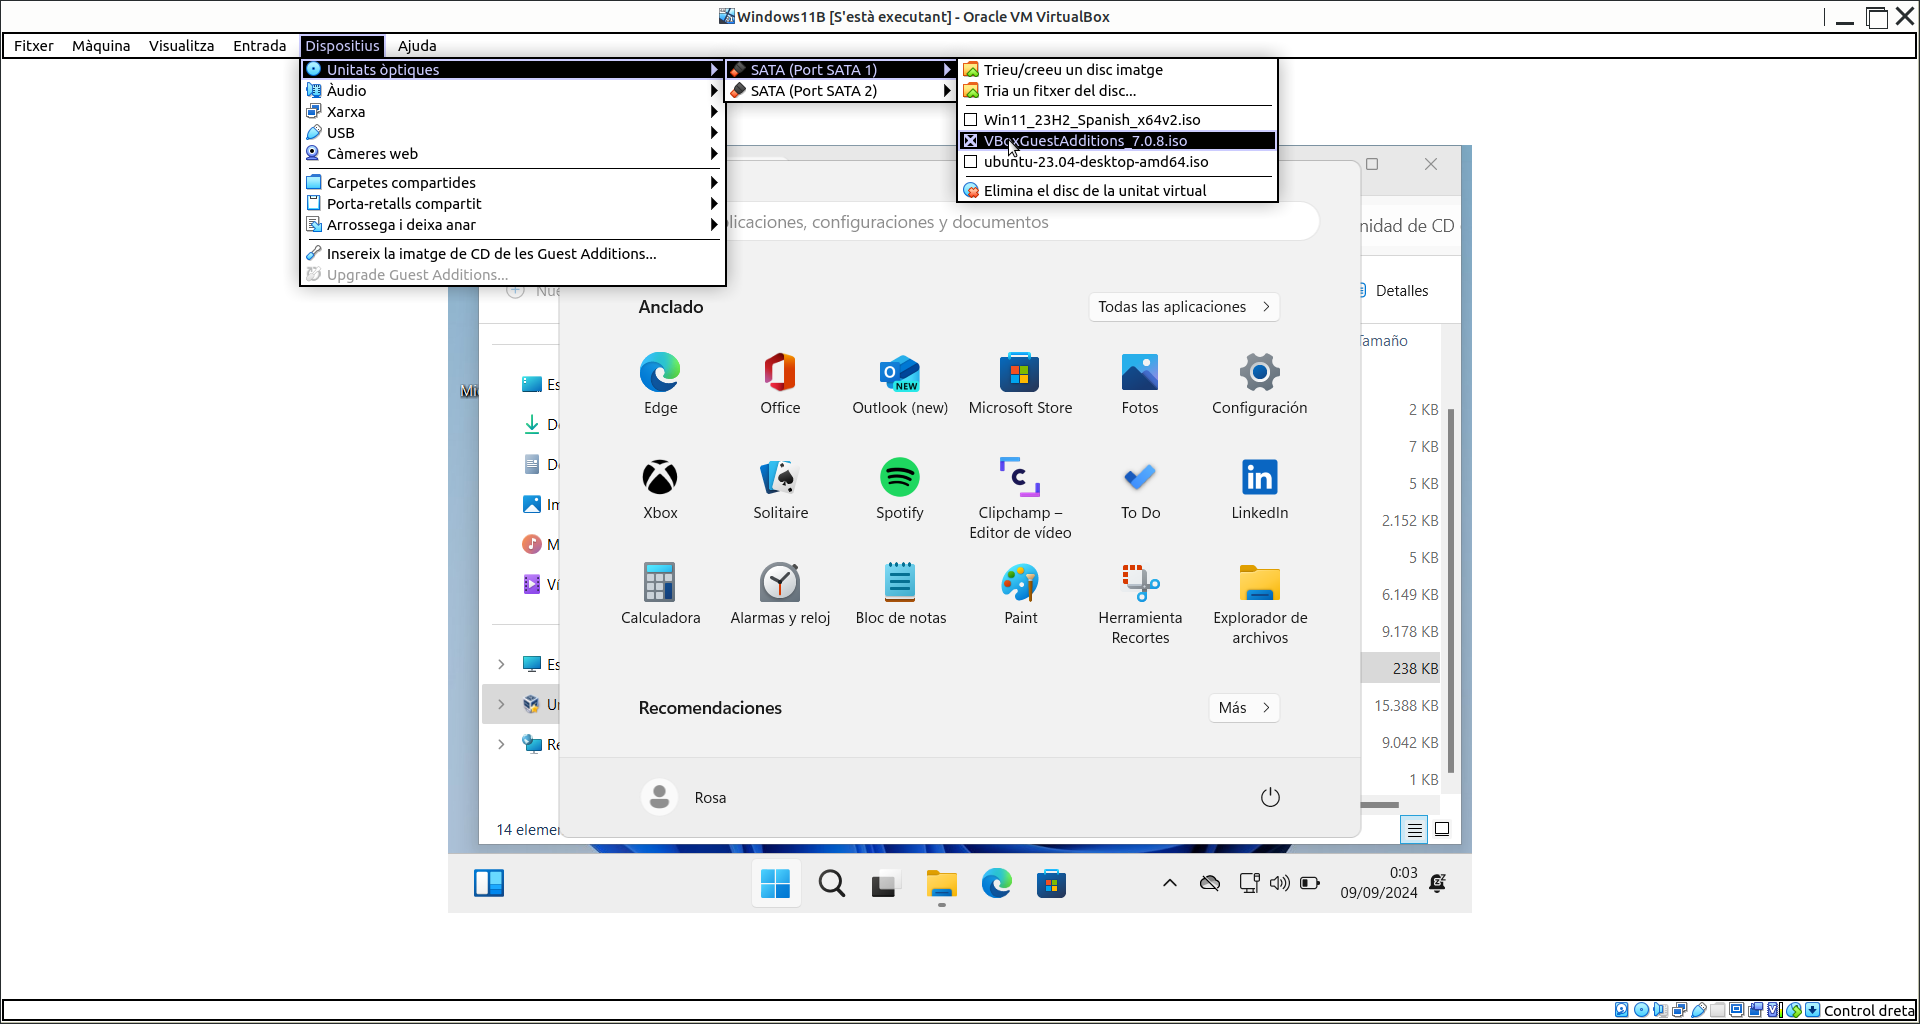 Windows11B [S'està executant] - Oracle VM VirtualBox
Fitxer Màquina Visualitza Entrada Dispositius Ajuda
Unitats òptiques
Àudio
Xarxa
USB
Càmeres web
Carpetes compartides
Porta-retalls compartit
Arrossega i deixa anar
Insereix la imatge de CD de les Guest Additions...
Upgrade Guest Additions...
SATA (Port SATA 1)
SATA (Port SATA 2)
Trieu/creeu un disc imatge
Tria un fitxer del disc...
Win11_23H2_Spanish_x64v2.iso
VBoxGuestAdditions_7.0.8.iso
ubuntu-23.04-desktop-amd64.iso
Elimina el disc de la unitat virtual
licaciones, configuraciones y documentos
nidad de CD
Nue
Detalles
Anclado
Todas las aplicaciones
Tamaño
Edge
Office
Outlook (new)
Microsoft Store
Fotos
Configuración
Xbox
Solitaire
Spotify
Clipchamp –
Editor de vídeo
To Do
LinkedIn
Calculadora
Alarmas y reloj
Bloc de notas
Paint
Herramienta
Recortes
Explorador de
archivos
Mi
Es
D
D
Im
M
Ví
Es
Un
Re
2 KB
7 KB
5 KB
2.152 KB
5 KB
6.149 KB
9.178 KB
238 KB
15.388 KB
9.042 KB
1 KB
Recomendaciones
Más
Rosa
14 eleme
0:03
09/09/2024
Control dreta